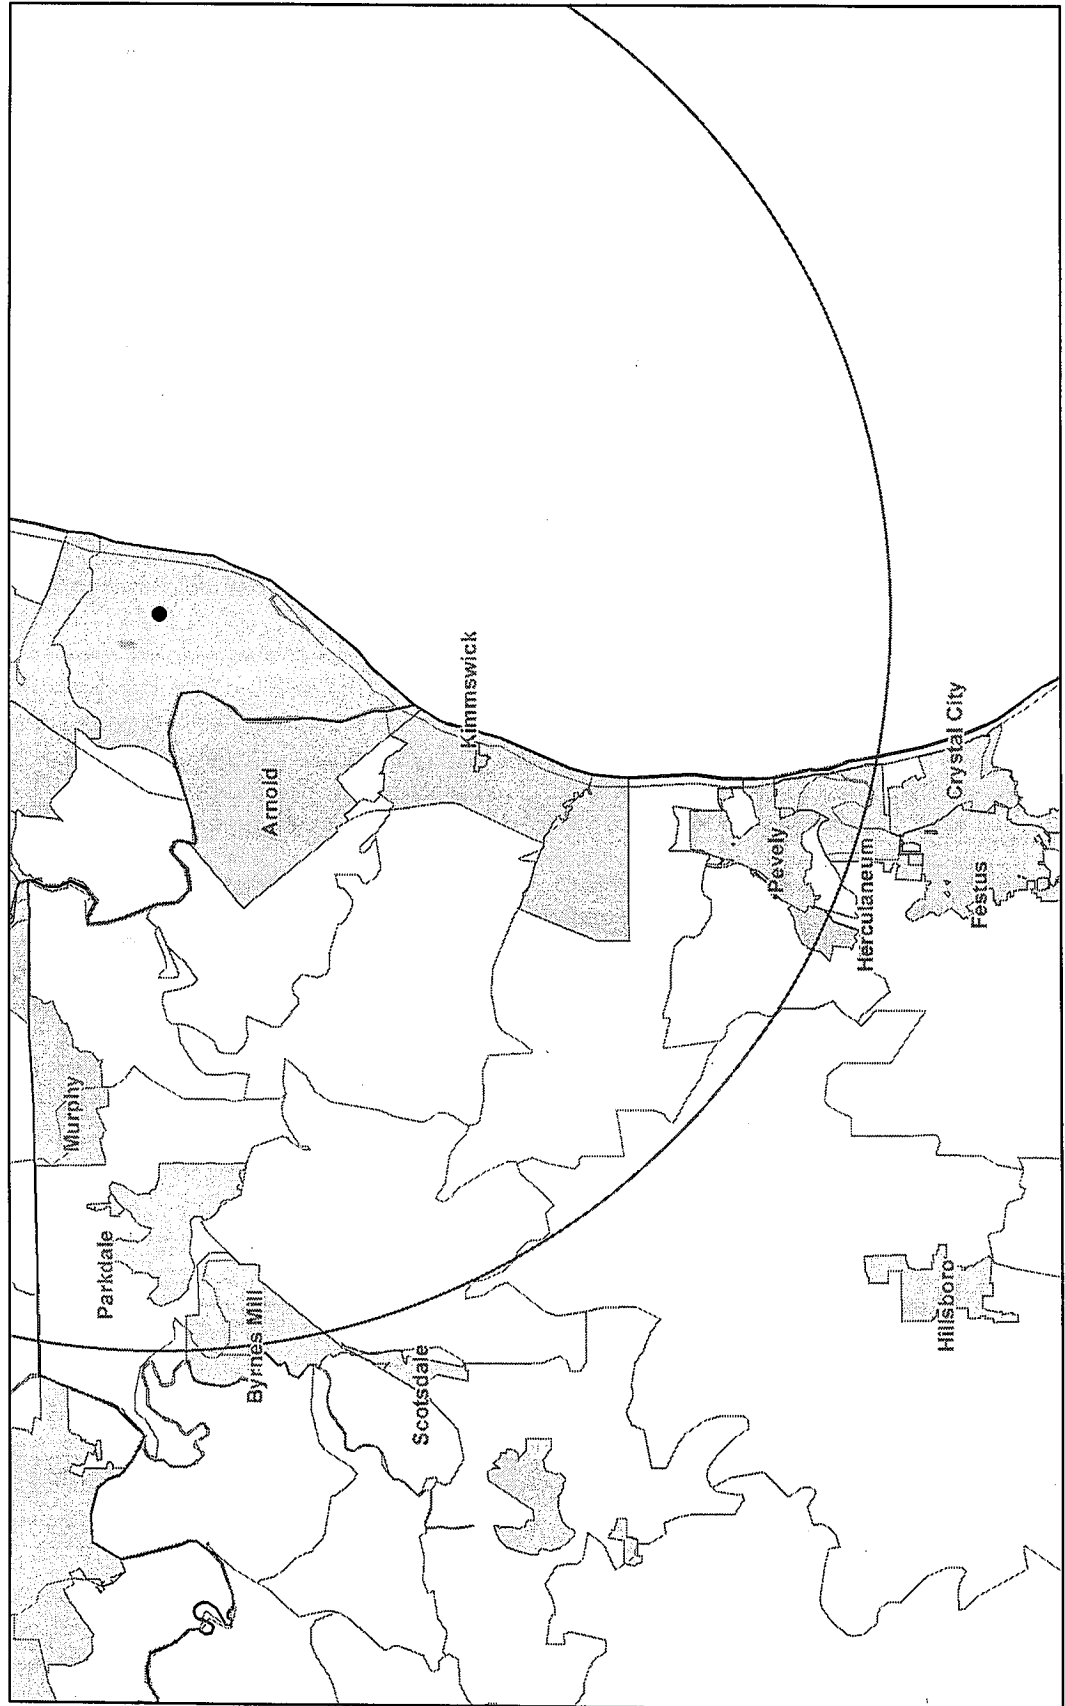 Kimmswick
Arnold
Crystal City
Pevely
Herculaneum
Festus
Murphy
Parkdale
Byrnes Mill
Hillsboro
Scotsdale